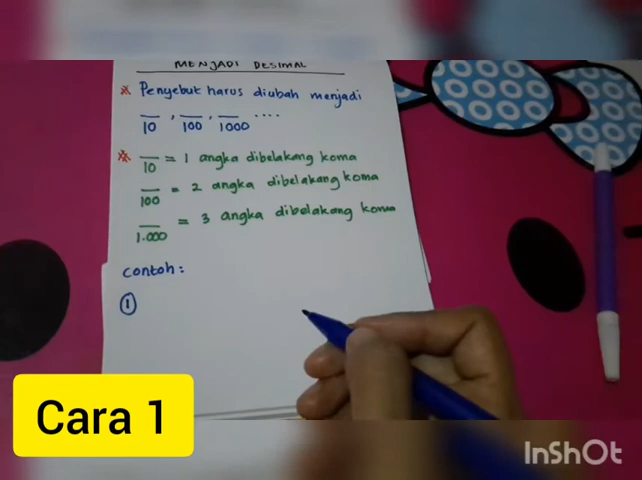 MENJADI DESIMAL
* Penyebut harus diubah menjadi
—/10 , —/100 , —/1000 ....
* —/10 = 1 angka dibelakang koma
—/100 = 2 angka dibelakang koma
—/1.000 = 3 angka dibelakang koma
Contoh:
①
Cara 1
InShOt